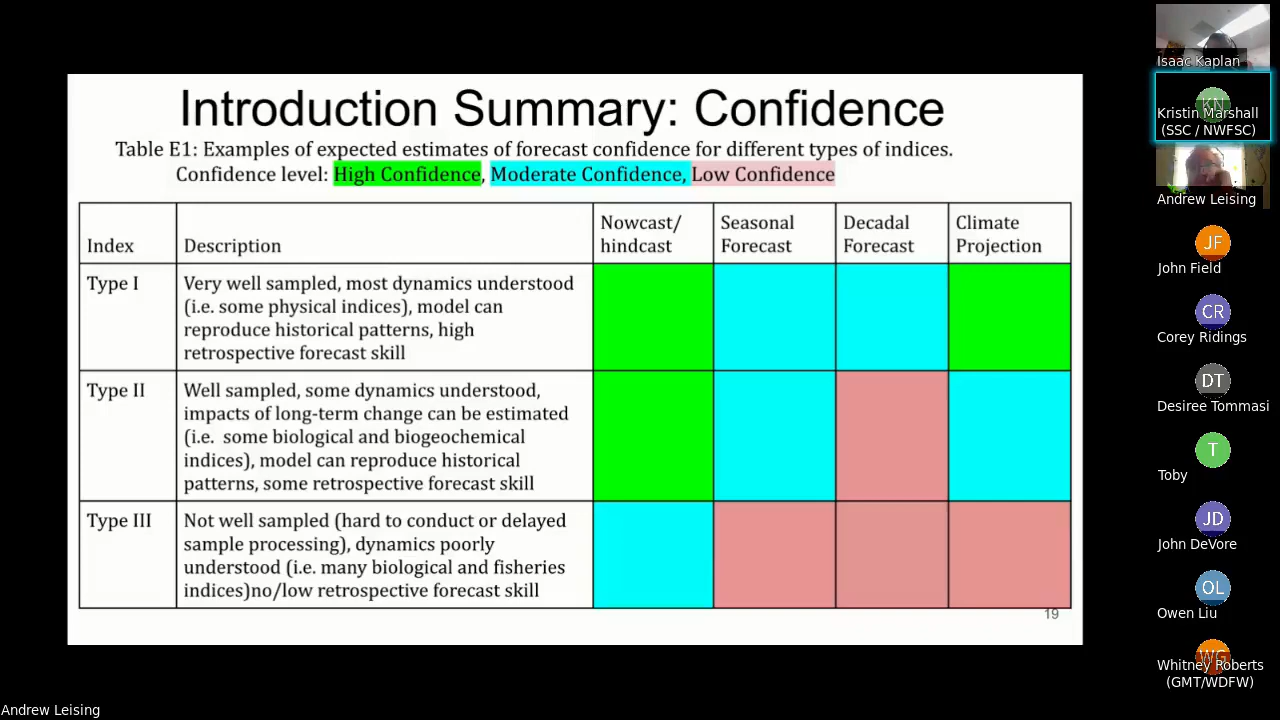 Introduction Summary: Confidence
Table E1: Examples of expected estimates of forecast confidence for different types of indices.
Confidence level: High Confidence, Moderate Confidence, Low Confidence
Index
Description
Nowcast/
hindcast
Seasonal
Forecast
Decadal
Forecast
Climate
Projection
Type I
Very well sampled, most dynamics understood
(i.e. some physical indices), model can
reproduce historical patterns, high
retrospective forecast skill
Type II
Well sampled, some dynamics understood,
impacts of long-term change can be estimated
(i.e.  some biological and biogeochemical
indices), model can reproduce historical
patterns, some retrospective forecast skill
Type III
Not well sampled (hard to conduct or delayed
sample processing), dynamics poorly
understood (i.e. many biological and fisheries
indices)no/low retrospective forecast skill
19
Isaac Kaplan
KN
Kristin Marshall
(SSC / NWFSC)
Andrew Leising
JF
John Field
CR
Corey Ridings
DT
Desiree Tommasi
T
Toby
JD
John DeVore
OL
Owen Liu
WG
Whitney Roberts
(GMT/WDFW)
Andrew Leising